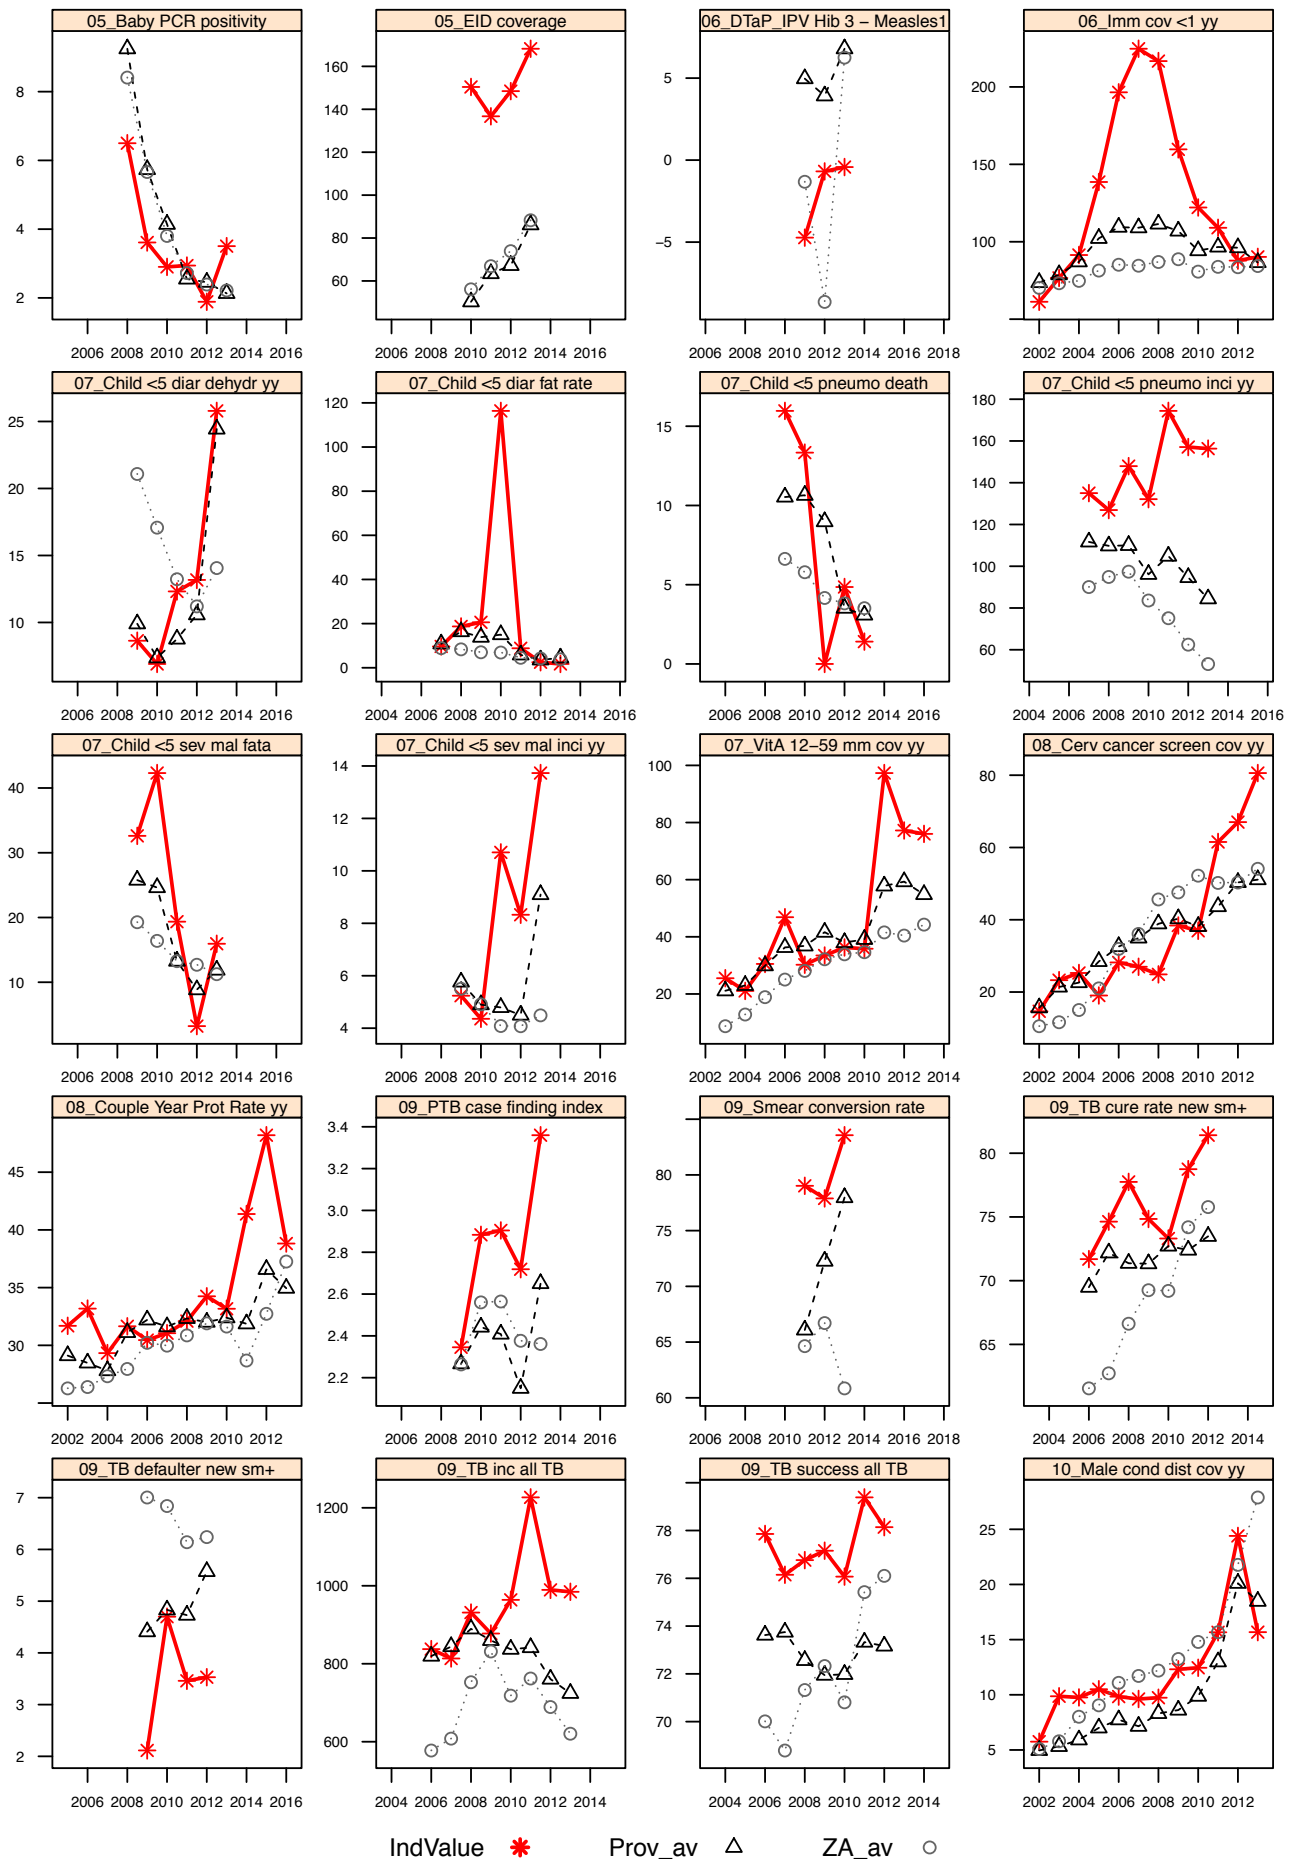 05_Baby PCR positivity 05_EID coverage 06_DTaP_IPV Hib 3 – Measles1 06_Imm cov <1 yy
8 6 4 2
160 140 120 100 80 60
5 0 −5
200 150 100
2006 2008 2010 2012 2014 2016
2006 2008 2010 2012 2014 2016
2006 2008 2010 2012 2014 2016 2018
2002 2004 2006 2008 2010 2012
07_Child <5 diar dehydr yy 07_Child <5 diar fat rate 07_Child <5 pneumo death 07_Child <5 pneumo inci yy
25 20 15 10
120 100 80 60 40 20 0
15 10 5 0
180 160 140 120 100 80 60
2006 2008 2010 2012 2014 2016
2004 2006 2008 2010 2012 2014 2016
2006 2008 2010 2012 2014 2016
2004 2006 2008 2010 2012 2014 2016
07_Child <5 sev mal fata 07_Child <5 sev mal inci yy 07_VitA 12−59 mm cov yy 08_Cerv cancer screen cov yy
40 30 20 10
14 12 10 8 6 4
100 80 60 40 20
80 60 40 20
2006 2008 2010 2012 2014 2016
2006 2008 2010 2012 2014 2016
2002 2004 2006 2008 2010 2012 2014
2002 2004 2006 2008 2010 2012
08_Couple Year Prot Rate yy 09_PTB case finding index 09_Smear conversion rate 09_TB cure rate new sm+
45 40 35 30
3.4 3.2 3.0 2.8 2.6 2.4 2.2
80 75 70 65 60
80 75 70 65
2002 2004 2006 2008 2010 2012
2006 2008 2010 2012 2014 2016
2006 2008 2010 2012 2014 2016 2018
2004 2006 2008 2010 2012 2014
09_TB defaulter new sm+ 09_TB inc all TB 09_TB success all TB 10_Male cond dist cov yy
7 6 5 4 3 2
1200 1000 800 600
78 76 74 72 70
25 20 15 10 5
2006 2008 2010 2012 2014 2016
2004 2006 2008 2010 2012 2014
2004 2006 2008 2010 2012 2014
2002 2004 2006 2008 2010 2012
IndValue Prov_av ZA_av